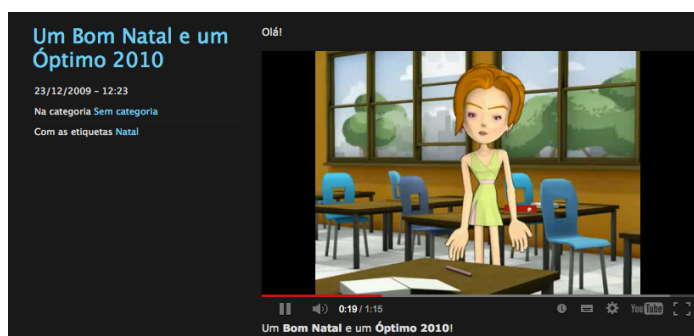 Um Bom Natal e um
Óptimo 2010
23/12/2009 – 12:23
Na categoria Sem categoria
Com as etiquetas Natal
Olá!
0:19 / 1:15
YouTube
Um Bom Natal e um Óptimo 2010!